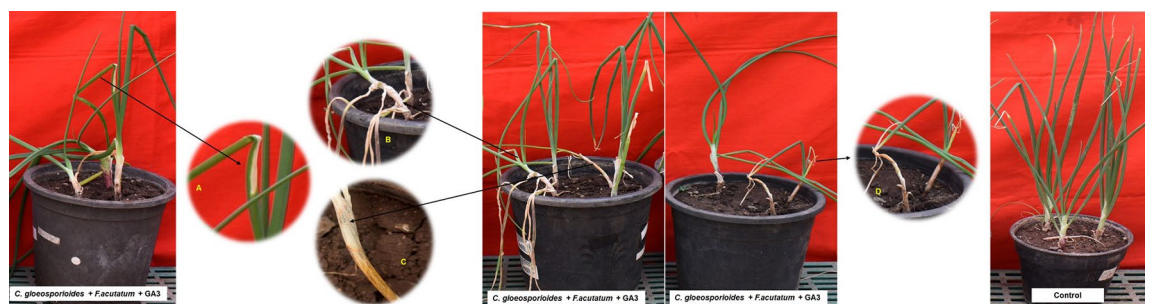 A
B
C
D
C. gloeosporioides + F.acutatum + GA3
C. gloeosporioides + F.acutatum + GA3
C. gloeosporioides + F.acutatum + GA3
Control